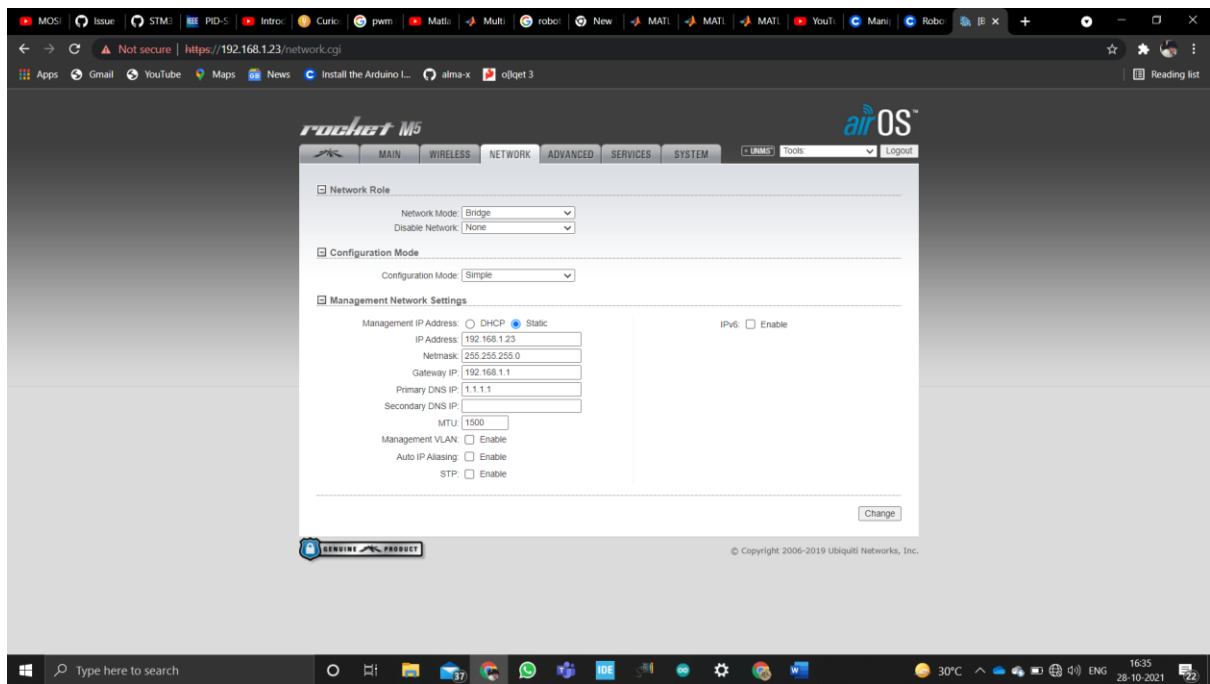 MOSF Issue STM3 PID-S Introd Curio pwm Matla Multi robot New MATL MATL MATL YouTu Mani Robo [B
Not secure | https://192.168.1.23/network.cgi
Apps Gmail YouTube Maps News Install the Arduino I... alma-x Reading list
rocket M5 airOS™
MAIN WIRELESS NETWORK ADVANCED SERVICES SYSTEM UNMS Tools: Logout
Network Role
Network Mode: Bridge
Disable Network: None
Configuration Mode
Configuration Mode: Simple
Management Network Settings
Management IP Address: DHCP Static IPv6: Enable
IP Address: 192.168.1.23
Netmask: 255.255.255.0
Gateway IP: 192.168.1.1
Primary DNS IP: 1.1.1.1
Secondary DNS IP:
MTU: 1500
Management VLAN: Enable
Auto IP Aliasing: Enable
STP: Enable
Change
GENUINE PRODUCT © Copyright 2006-2019 Ubiquiti Networks, Inc.
Type here to search 37 IDE W 30°C ENG 16:35
28-10-2021 22